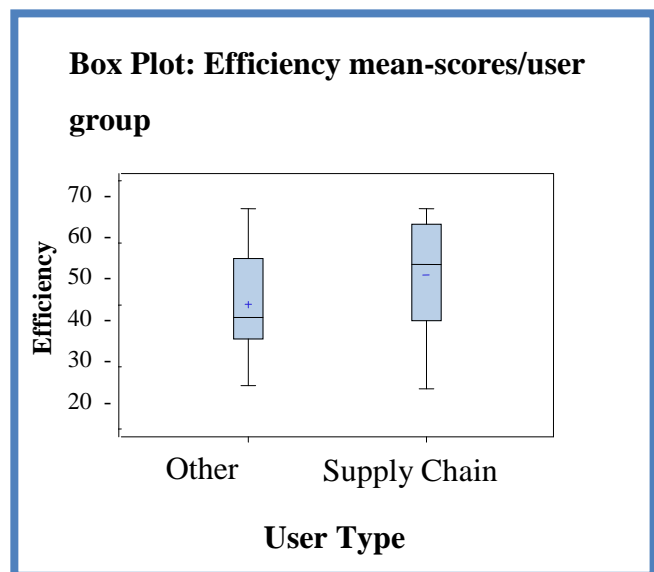 Box Plot: Efficiency mean-scores/user
group
Efficiency
70 -
60 -
50 -
40 -
30 -
20 -
Other Supply Chain
User Type